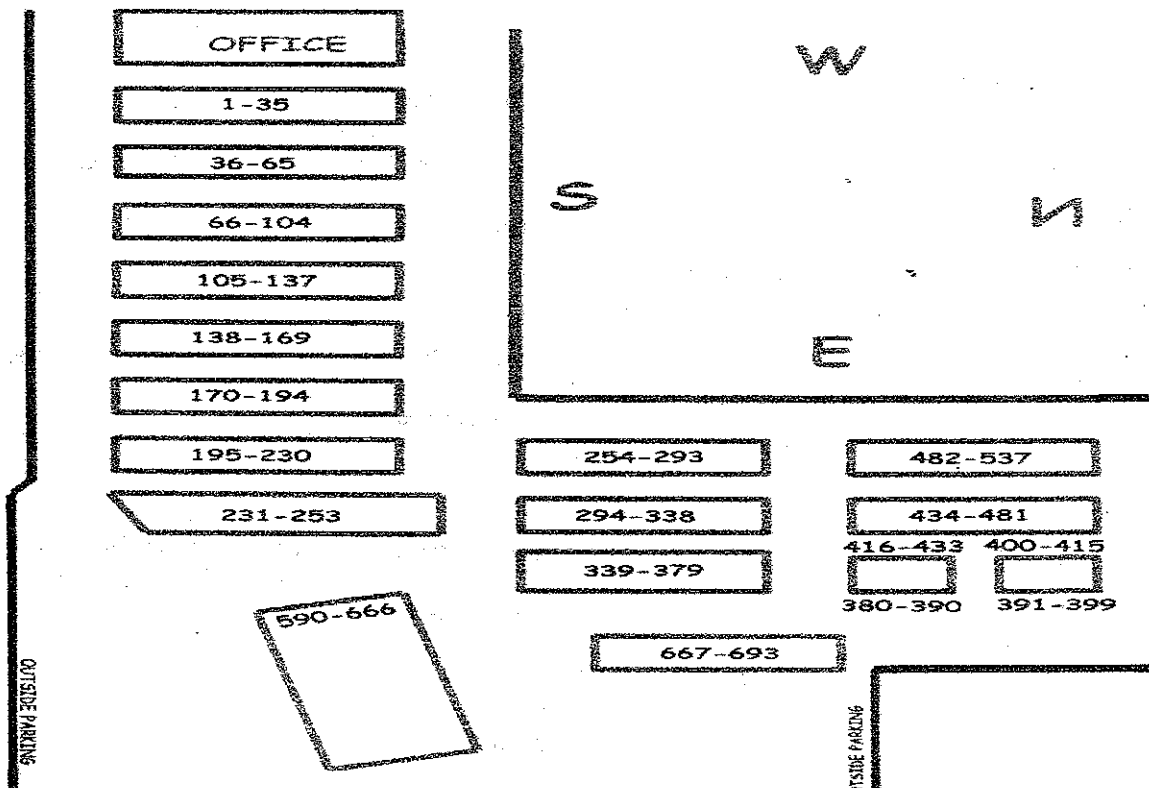 OFFICE
1-35
36-65
66-104
105-137
138-169
170-194
195-230
231-253
590-666
W
S
N
E
254-293
482-537
294-338
434-481
416-433 400-415
339-379
380-390 391-399
667-693
OUTSIDE PARKING
TSIDE PARKING